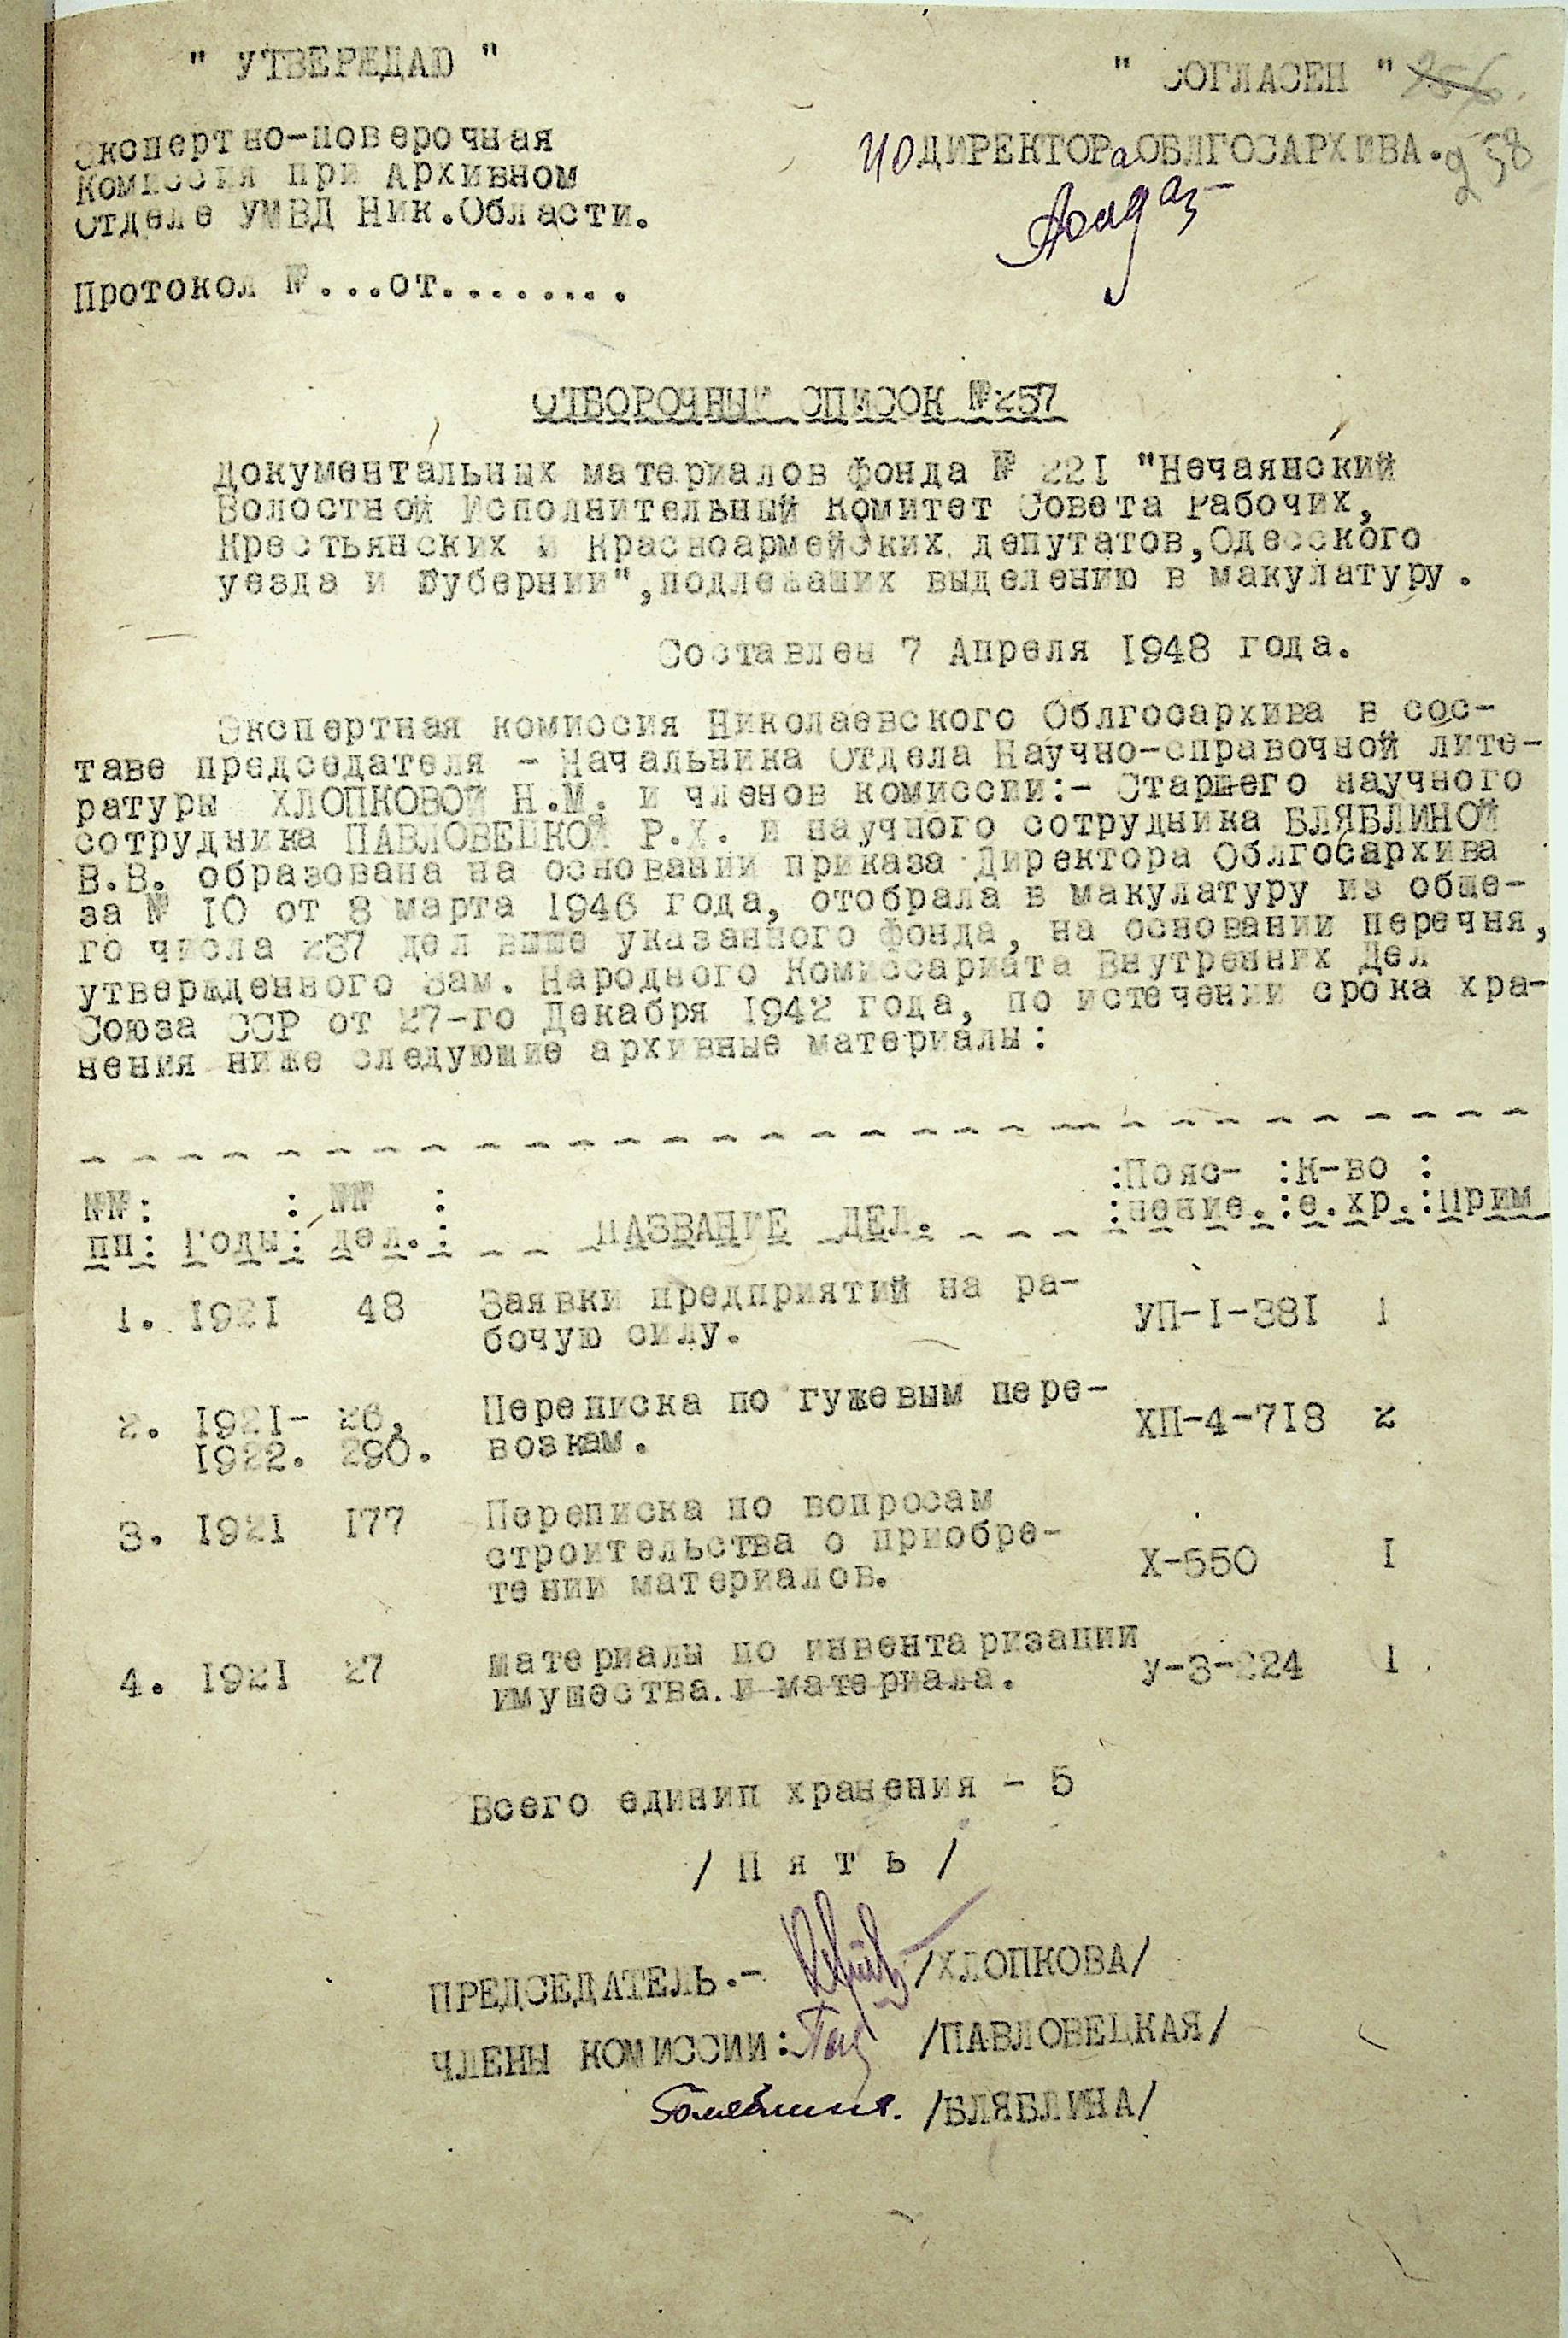 " УТВЕРЖДАЮ "
" СОГЛАСЕН " 256.
Экспертно-поверочная
Комиссия при Архивном
Отделе УМВД Ник.Области.
ИО ДИРЕКТОРа ОБЛГОСАРХИВА.
258
Протокол №...от........
ОТБОРОЧНЫЙ СПИСОК №257
Документальных материалов фонда № 221 "Нечаянский
Волостной Исполнительный Комитет Совета Рабочих,
Крестьянских и Красноармейских депутатов,Одесского
уезда и Губернии",подлежаших выделению в макулатуру.
Составлен 7 Апреля 1948 года.
Экспертная комиссия Николаевского Облгосархива в сос-
таве председателя - Начальника Отдела Научно-справочной лите-
ратуры ХЛОПКОВОЙ Н.М. и членов комиссии:- Старшего научного
сотрудника ПАВЛОВЕЦКОЙ Р.Х. и научного сотрудника БЛЯБЛИНОЙ
В.В. образована на основании приказа Директора Облгосархива
за № 10 от 8 марта 1946 года, отобрала в макулатуру из обше-
го числа 237 дел выше указанного фонда, на основании перечня,
утвержденного Зам. Народного Комиссариата Внутренних Дел
Союза ССР от 27-го Декабря 1942 года, по истечении срока хра-
нения ниже следующие архивные материалы:
№№: : №№ : :Пояс- :К-во :
пп: Годы: дел.: НАЗВАНИЕ ДЕЛ. :нение.:е.хр.:Прим
1. 1921 48 Заявки предприятий на ра- УП-1-381 1
бочую силу.
2. 1921- 26, Переписка по гужевым пере- ХП-4-718 2
1922. 290. возкам.
3. 1921 177 Переписка по вопросам
строительства о приобре- Х-550 1
тении материалов.
4. 1921 27 Материалы по инвентаризации У-3-224 1
имушества. и материала.
Всего единип хранения - 5
/ П я т ь /
ПРЕДСЕДАТЕЛЬ.- /ХЛОПКОВА/
ЧЛЕНЫ КОМИССИИ: /ПАВЛОВЕЦКАЯ/
/БЛЯБЛИНА/